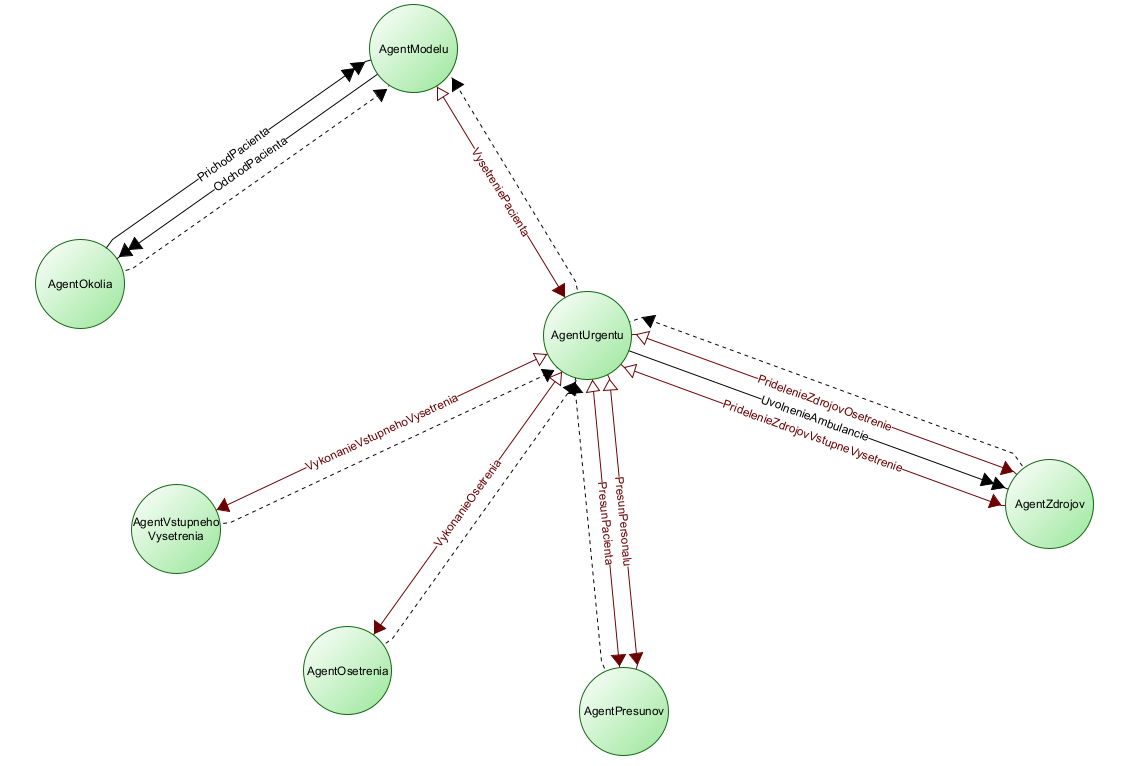 AgentModelu
PrichodPacienta
OdchodPacienta
VysetreniePacienta
AgentOkolia
AgentUrgentu
PridelenieZdrojovOsetrenie
UvolnenieAmbulancie
PridelenieZdrojovVstupneVysetrenie
VykonanieVstupnehoVysetrenia
VykonanieOsetrenia
PresunPacienta
PresunPersonalu
AgentZdrojov
AgentVstupneho
Vysetrenia
AgentOsetrenia
AgentPresunov